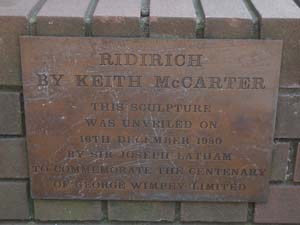 RIDIRICH
BY KEITH McCARTER
THIS SCULPTURE
WAS UNVEILED ON
16TH DECEMBER 1980
BY SIR JOSEPH LATHAM
TO COMMEMORATE THE CENTENARY
OF GEORGE WIMPEY LIMITED